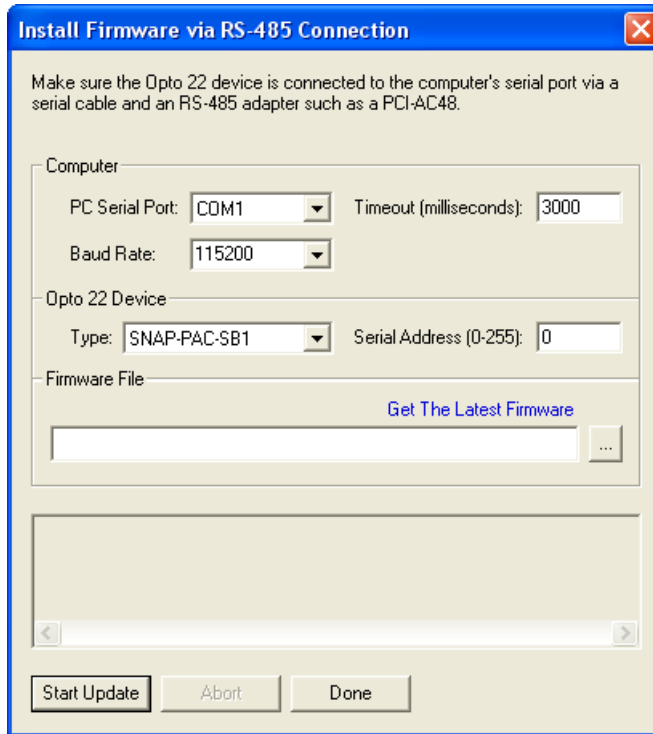 Install Firmware via RS-485 Connection
Make sure the Opto 22 device is connected to the computer's serial port via a
serial cable and an RS-485 adapter such as a PCI-AC48.
Computer
PC Serial Port: COM1 Timeout (milliseconds): 3000
Baud Rate: 115200
Opto 22 Device
Type: SNAP-PAC-SB1 Serial Address (0-255): 0
Firmware File
Get The Latest Firmware
...
Start Update Abort Done